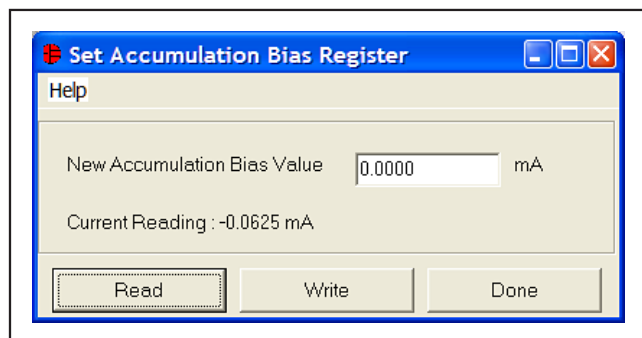 Set Accumulation Bias Register
Help
New Accumulation Bias Value 0.0000 mA
Current Reading : -0.0625 mA
Read Write Done